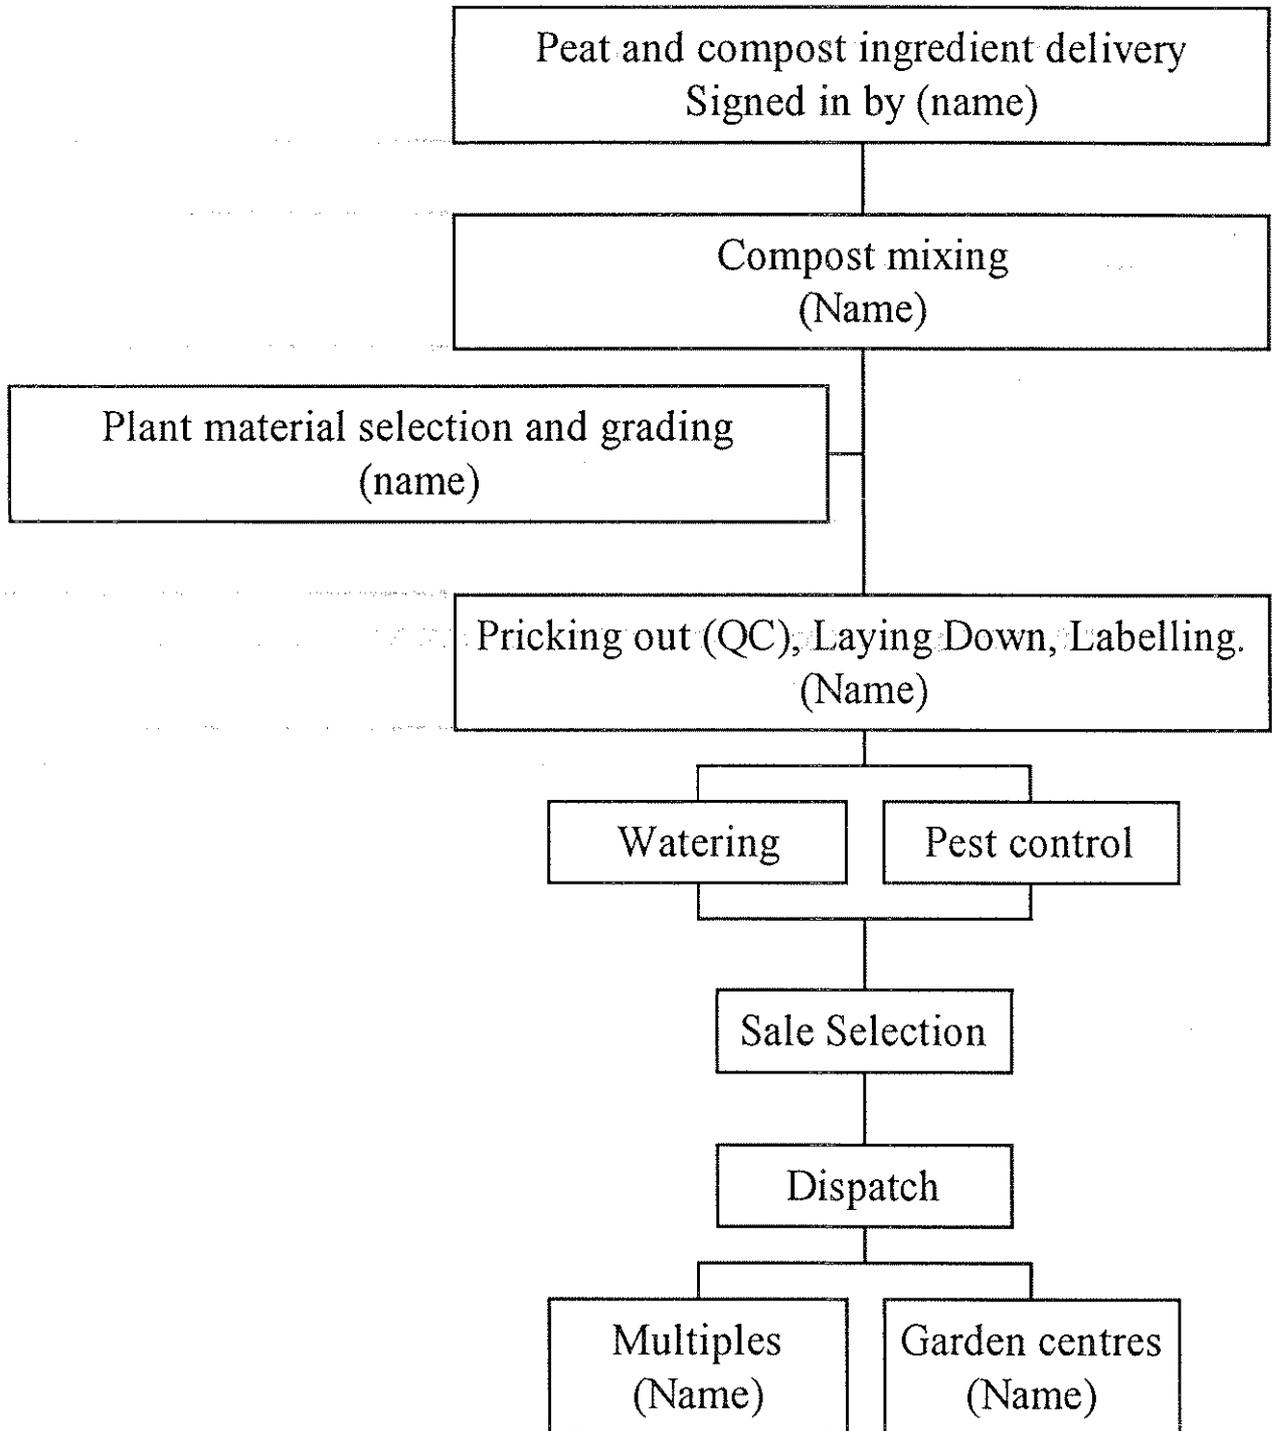 Peat and compost ingredient delivery
Signed in by (name)
Compost mixing
(Name)
Plant material selection and grading
(name)
Pricking out (QC), Laying Down, Labelling.
(Name)
Watering
Pest control
Sale Selection
Dispatch
Multiples
(Name)
Garden centres
(Name)